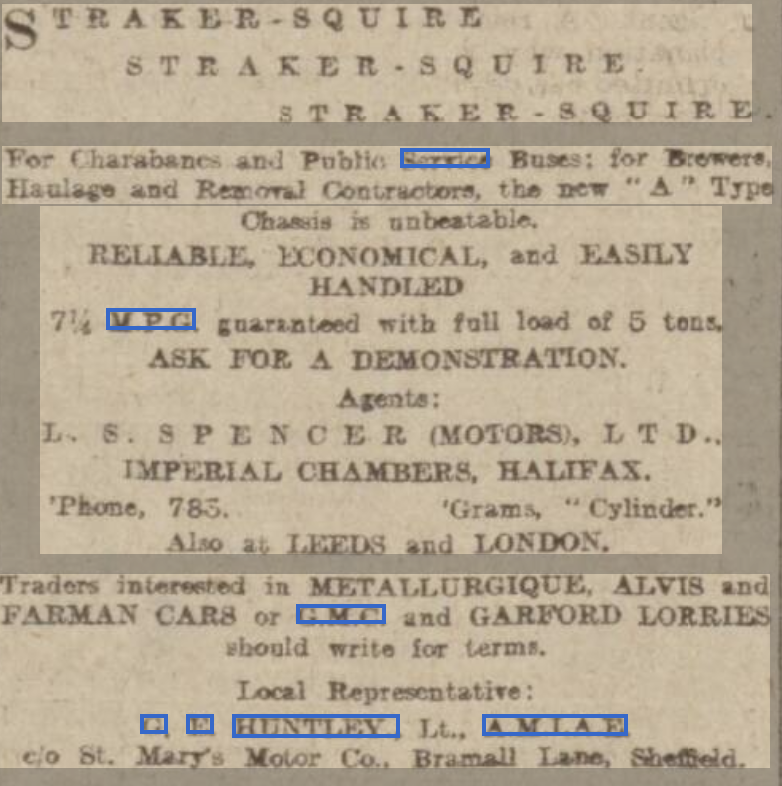 STRAKER-SQUIRE
STRAKER-SQUIRE.
STRAKER-SQUIRE.
For Charabancs and Public Service Buses; for Brewers,
Haulage and Removal Contractors, the new "A" Type
Chassis is unbeatable.
RELIABLE, ECONOMICAL, and EASILY
HANDLED
7¼ M.P.G. guaranteed with full load of 5 tons.
ASK FOR A DEMONSTRATION.
Agents:
L. S. SPENCER (MOTORS), LTD.,
IMPERIAL CHAMBERS, HALIFAX.
'Phone, 785. 'Grams, "Cylinder."
Also at LEEDS and LONDON.
Traders interested in METALLURGIQUE, ALVIS and
FARMAN CARS or G.M.C. and GARFORD LORRIES
should write for terms.
Local Representative:
C. E. HUNTLEY, Lt., A.M.I.A.E.
c/o St. Mary's Motor Co., Bramall Lane, Sheffield.